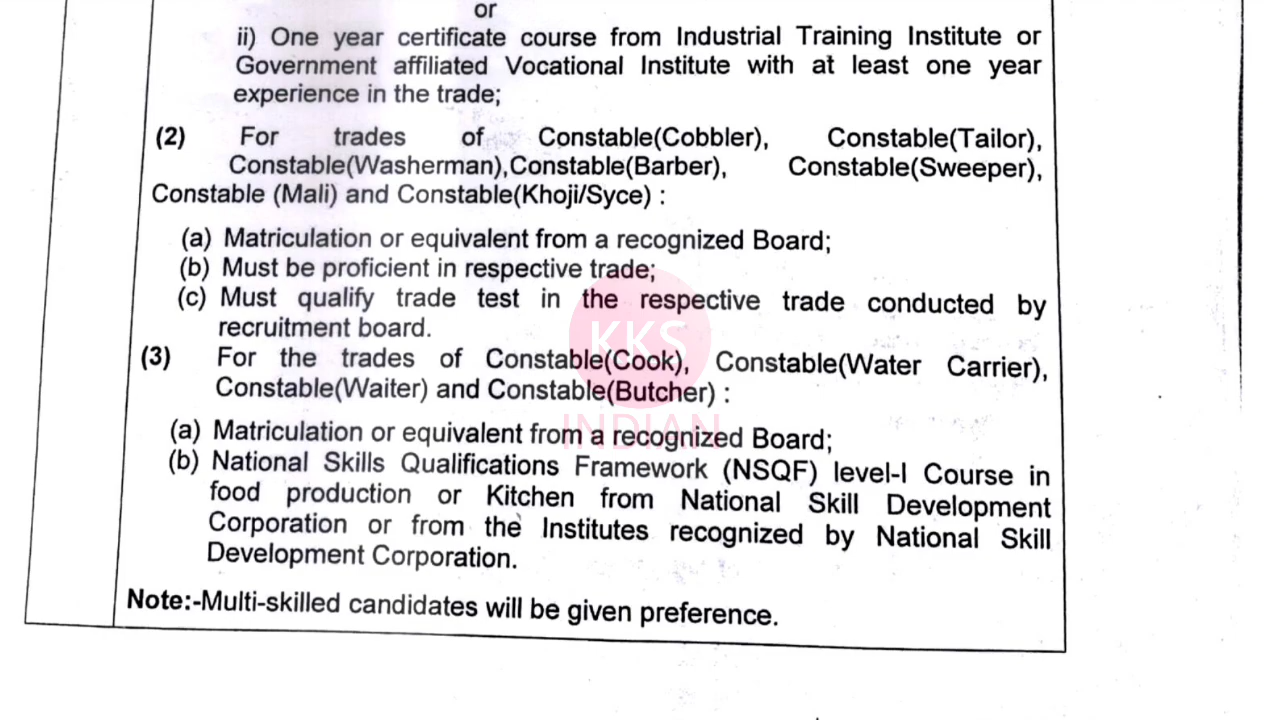 or
ii) One year certificate course from Industrial Training Institute or
Government affiliated Vocational Institute with at least one year
experience in the trade;
(2) For trades of Constable(Cobbler), Constable(Tailor),
Constable(Washerman),Constable(Barber), Constable(Sweeper),
Constable (Mali) and Constable(Khoji/Syce) :
(a) Matriculation or equivalent from a recognized Board;
(b) Must be proficient in respective trade;
(c) Must qualify trade test in the respective trade conducted by
recruitment board.
(3) For the trades of Constable(Cook), Constable(Water Carrier),
Constable(Waiter) and Constable(Butcher) :
(a) Matriculation or equivalent from a recognized Board;
(b) National Skills Qualifications Framework (NSQF) level-I Course in
food production or Kitchen from National Skill Development
Corporation or from the Institutes recognized by National Skill
Development Corporation.
Note:-Multi-skilled candidates will be given preference.
KKS
INDIAN